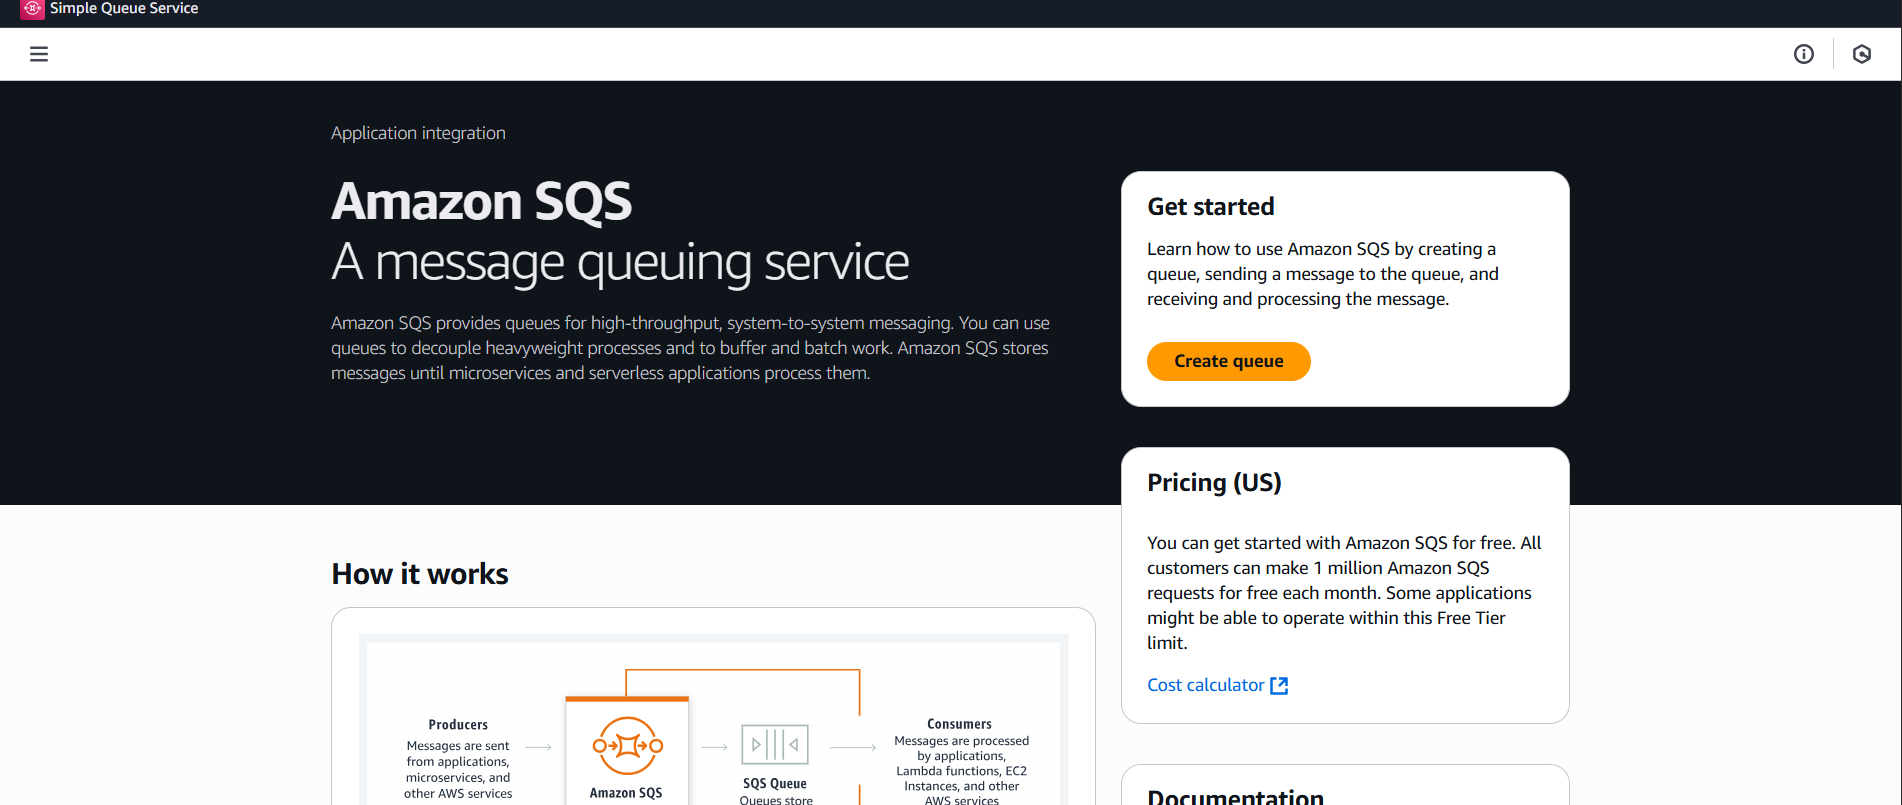 Simple Queue Service
Application integration
Amazon SQS
A message queuing service
Amazon SQS provides queues for high-throughput, system-to-system messaging. You can use
queues to decouple heavyweight processes and to buffer and batch work. Amazon SQS stores
messages until microservices and serverless applications process them.
Get started
Learn how to use Amazon SQS by creating a
queue, sending a message to the queue, and
receiving and processing the message.
Create queue
Pricing (US)
You can get started with Amazon SQS for free. All
customers can make 1 million Amazon SQS
requests for free each month. Some applications
might be able to operate within this Free Tier
limit.
Cost calculator
How it works
Producers
Messages are sent
from applications,
microservices, and
other AWS services
Amazon SQS
SQS Queue
Queues store
Consumers
Messages are processed
by applications,
Lambda functions, EC2
Instances, and other
AWS services
Documentation